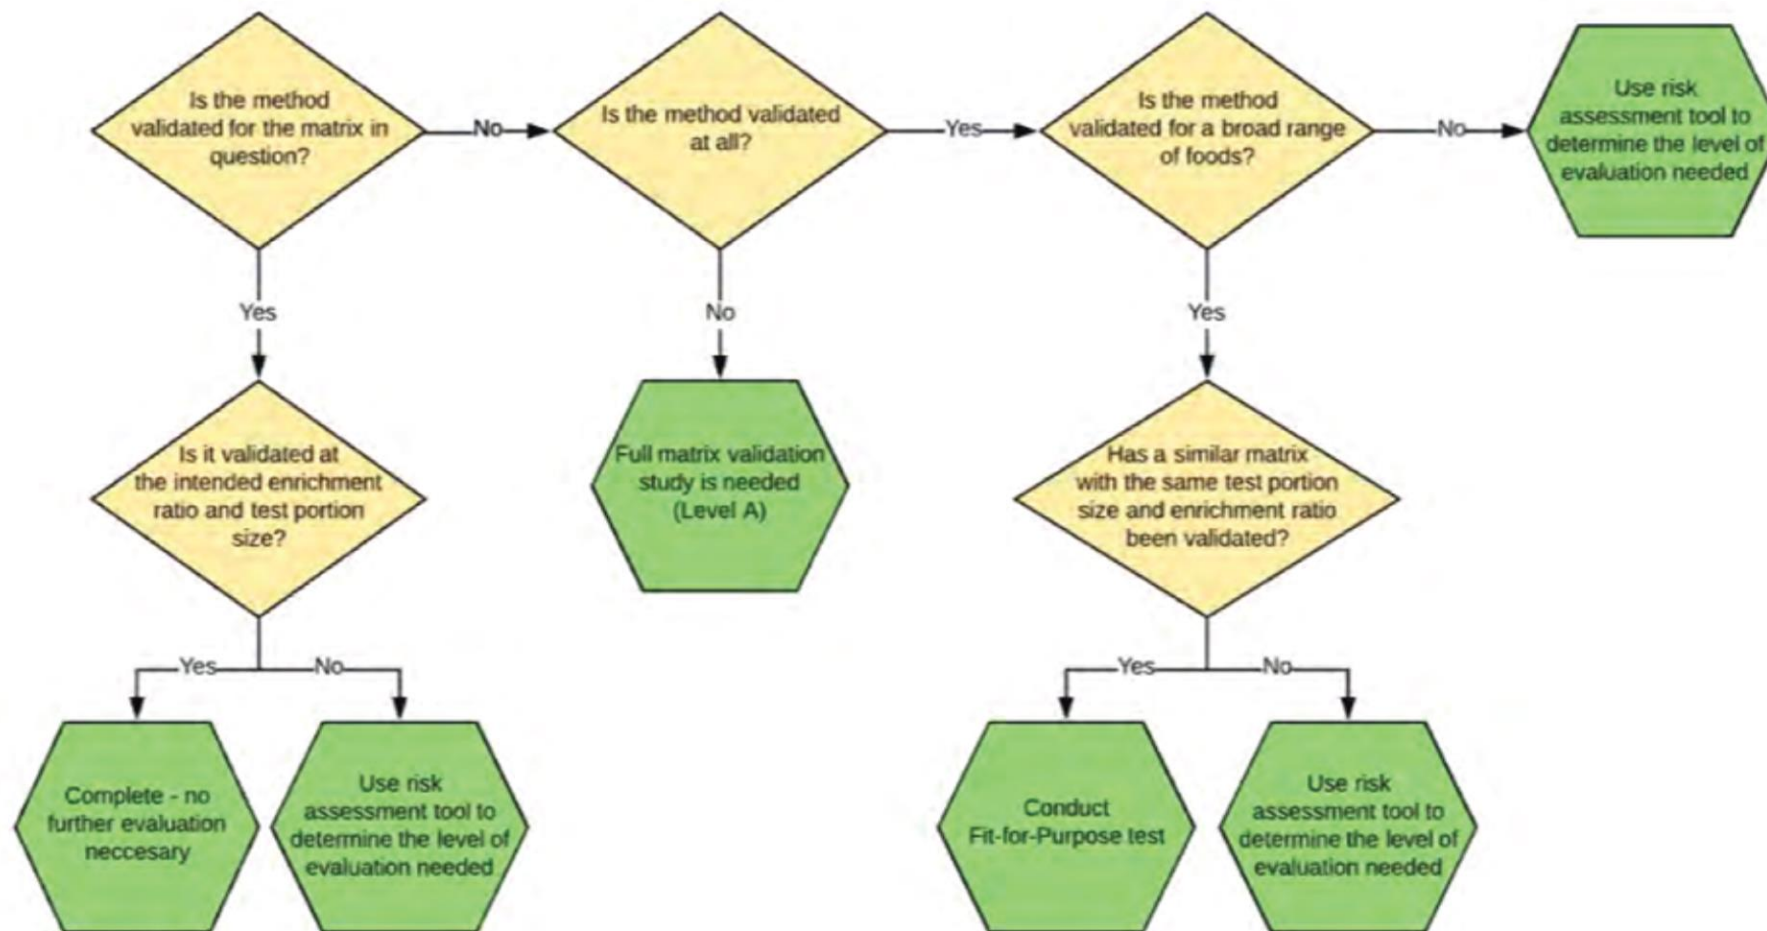 Is the method
validated for the matrix in
question?
No
Is the method validated
at all?
Yes
Is the method
validated for a broad range
of foods?
No
Use risk
assessment tool to
determine the level of
evaluation needed
Yes
No
Yes
Is it validated at
the intended enrichment
ratio and test portion
size?
Full matrix validation
study is needed
(Level A)
Has a similar matrix
with the same test portion
size and enrichment ratio
been validated?
Yes
No
Yes
No
Complete - no
further evaluation
neccesary
Use risk
assessment tool to
determine the level of
evaluation needed
Conduct
Fit-for-Purpose test
Use risk
assessment tool to
determine the level of
evaluation needed